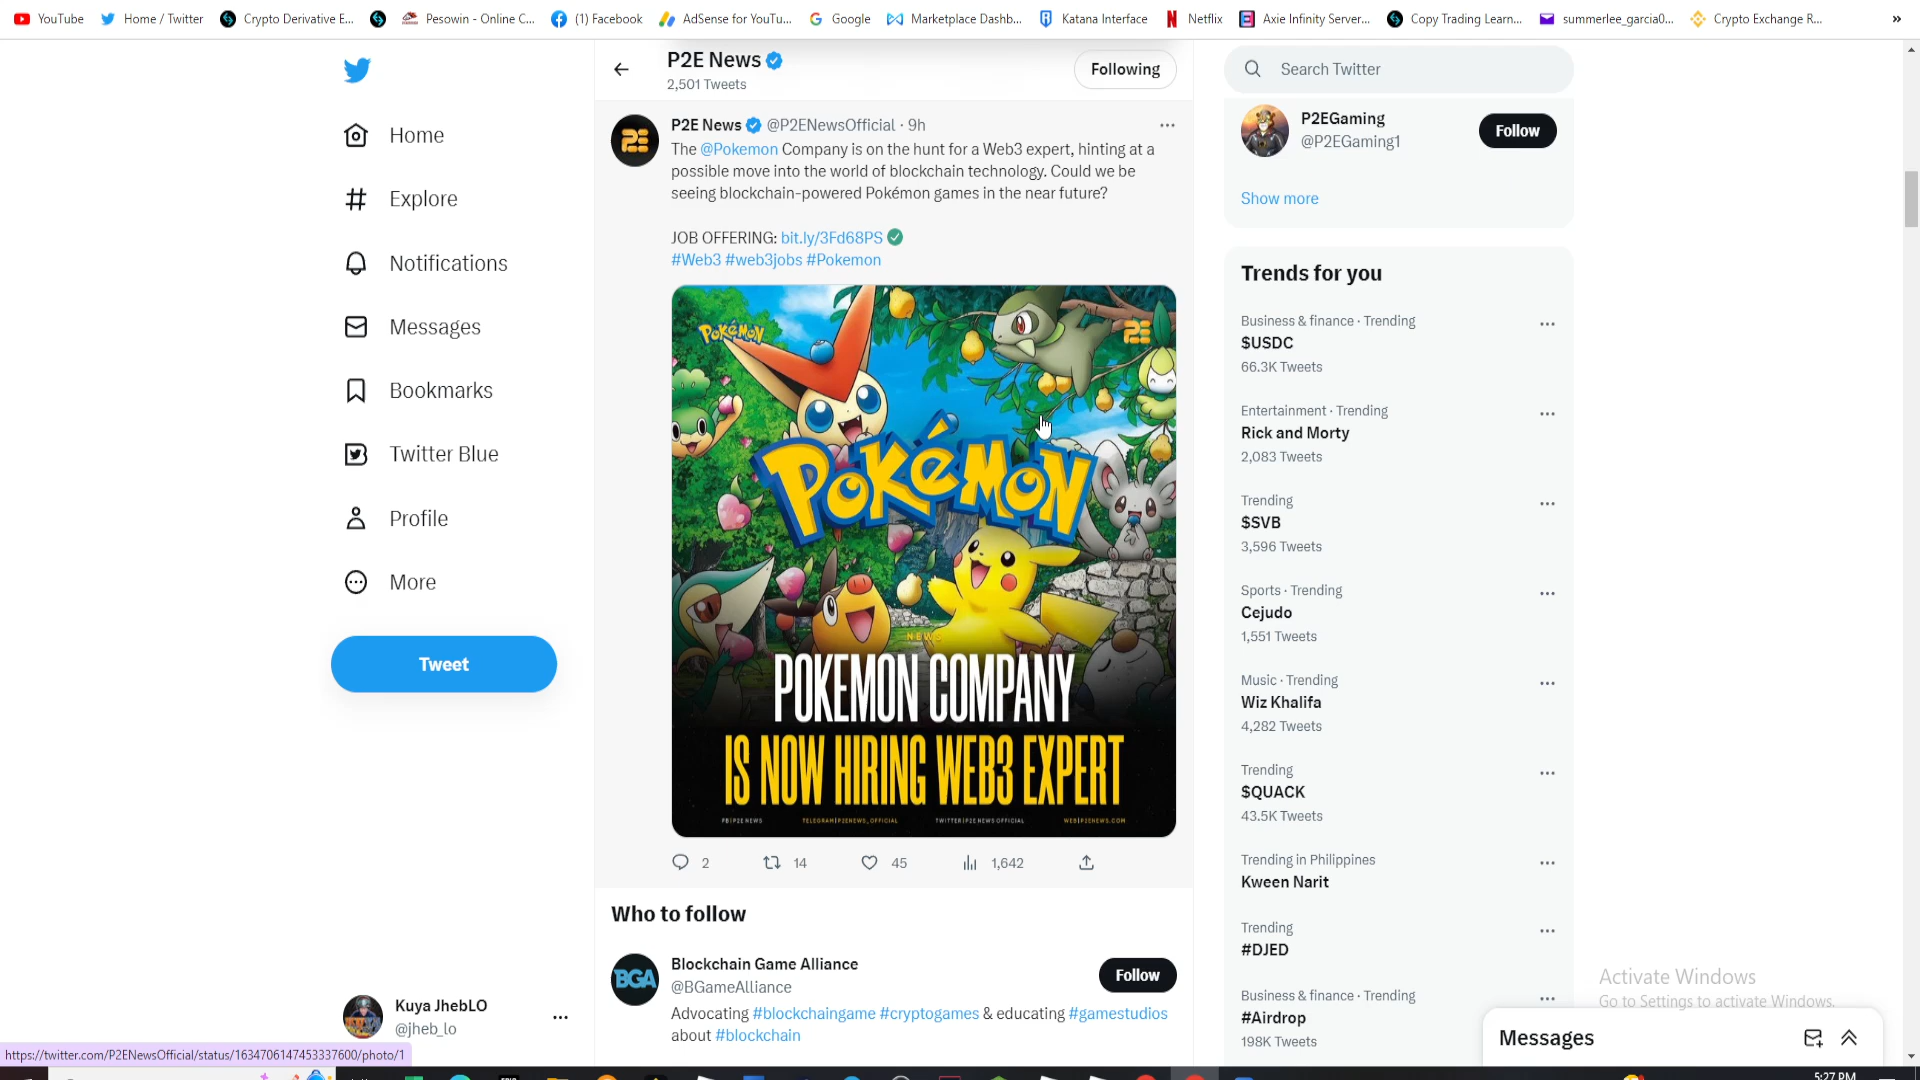 YouTube
Home / Twitter
Crypto Derivative E...
Pesowin - Online C...
(1) Facebook
AdSense for YouTu...
Google
Marketplace Dashb...
Katana Interface
Netflix
Axie Infinity Server...
Copy Trading Learn...
summerlee_garcia0...
Crypto Exchange R...
»
Home
Explore
Notifications
Messages
Bookmarks
Twitter Blue
Profile
More
Tweet
Kuya JhebLO
@jheb_lo
https://twitter.com/P2ENewsOfficial/status/1634706147453337600/photo/1
P2E News
2,501 Tweets
Following
P2E News @P2ENewsOfficial · 9h
The @Pokemon Company is on the hunt for a Web3 expert, hinting at a
possible move into the world of blockchain technology. Could we be
seeing blockchain-powered Pokémon games in the near future?
JOB OFFERING: bit.ly/3Fd68PS
#Web3 #web3jobs #Pokemon
POKÉMON
POKÉMON
NEWS
POKEMON COMPANY
IS NOW HIRING WEB3 EXPERT
FB|P2E NEWS
TELEGRAM|P2ENEWS_OFFICIAL
TWITTER|P2E NEWS OFFICIAL
WEB|P2ENEWS.COM
2
14
45
1,642
Who to follow
BGA
Blockchain Game Alliance
@BGameAlliance
Follow
Advocating #blockchaingame #cryptogames & educating #gamestudios
about #blockchain
Search Twitter
P2EGaming
@P2EGaming1
Follow
Show more
Trends for you
Business & finance · Trending
$USDC
66.3K Tweets
Entertainment · Trending
Rick and Morty
2,083 Tweets
Trending
$SVB
3,596 Tweets
Sports · Trending
Cejudo
1,551 Tweets
Music · Trending
Wiz Khalifa
4,282 Tweets
Trending
$QUACK
43.5K Tweets
Trending in Philippines
Kween Narit
Trending
#DJED
Business & finance · Trending
#Airdrop
198K Tweets
Activate Windows
Go to Settings to activate Windows.
Messages
5:27 PM